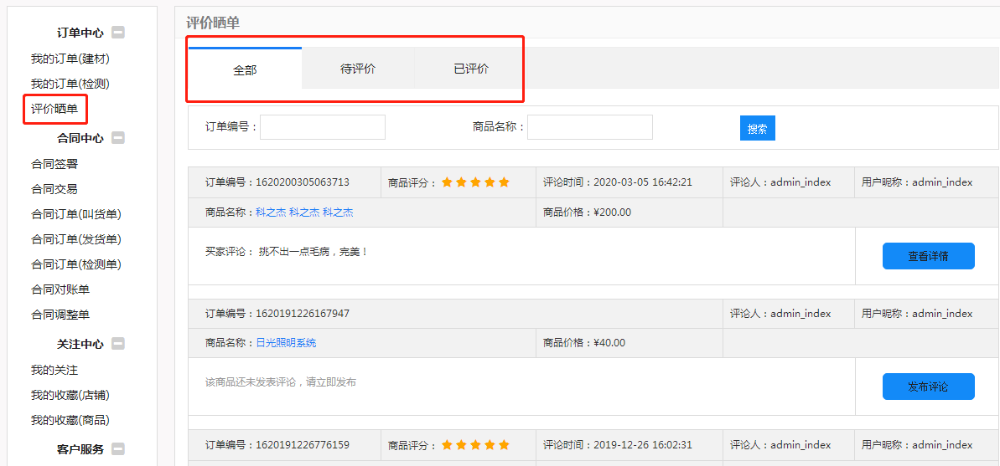 订单中心
我的订单(建材)
我的订单(检测)
评价晒单
合同中心
合同签署
合同交易
合同订单(叫货单)
合同订单(发货单)
合同订单(检测单)
合同对账单
合同调整单
关注中心
我的关注
我的收藏(店铺)
我的收藏(商品)
客户服务
评价晒单
全部 待评价 已评价
订单编号： 商品名称： 搜索
订单编号：1620200305063713 商品评分： 评论时间：2020-03-05 16:42:21 评论人：admin_index 用户昵称：admin_index
商品名称：科之杰 科之杰 科之杰 商品价格：¥200.00
买家评论： 挑不出一点毛病，完美！ 查看详情
订单编号：1620191226167947 评论人：admin_index 用户昵称：admin_index
商品名称：日光照明系统 商品价格：¥40.00
该商品还未发表评论，请立即发布 发布评论
订单编号：1620191226776159 商品评分： 评论时间：2019-12-26 16:02:31 评论人：admin_index 用户昵称：admin_index